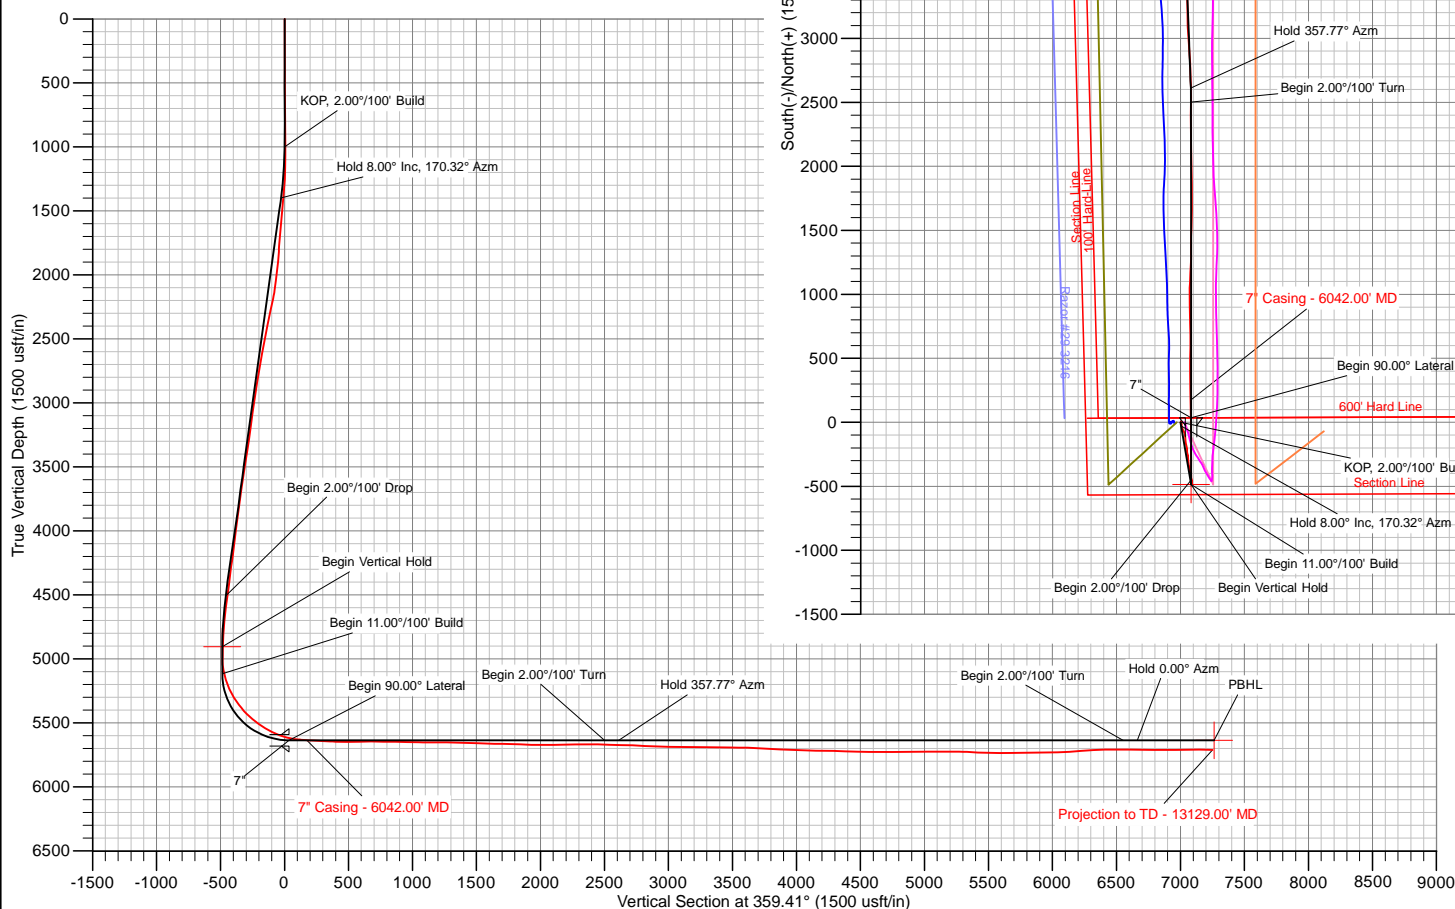 True Vertical Depth (1500 usft/in)
0
500
1000
1500
2000
2500
3000
3500
4000
4500
5000
5500
6000
6500
KOP, 2.00°/100' Build
Hold 8.00° Inc, 170.32° Azm
Begin 2.00°/100' Drop
Begin Vertical Hold
Begin 11.00°/100' Build
Begin 90.00° Lateral
Begin 2.00°/100' Turn
Hold 357.77° Azm
Begin 2.00°/100' Turn
Hold 0.00° Azm
PBHL
7"
7" Casing - 6042.00' MD
Projection to TD - 13129.00' MD
-1500 -1000 -500 0 500 1000 1500 2000 2500 3000 3500 4000 4500 5000 5500 6000 6500 7000 7500 8000 8500 9000
Vertical Section at 359.41° (1500 usft/in)
South(-)/North(+) (15
3000
2500
2000
1500
1000
500
0
-500
-1000
-1500
Hold 357.77° Azm
Begin 2.00°/100' Turn
Section Line
100' Hard-Line
Razor #29-3216
7" Casing - 6042.00' MD
Begin 90.00° Lateral
7"
600' Hard Line
KOP, 2.00°/100' Bu
Section Line
Hold 8.00° Inc, 170.32° Azm
Begin 11.00°/100' Build
Begin 2.00°/100' Drop
Begin Vertical Hold